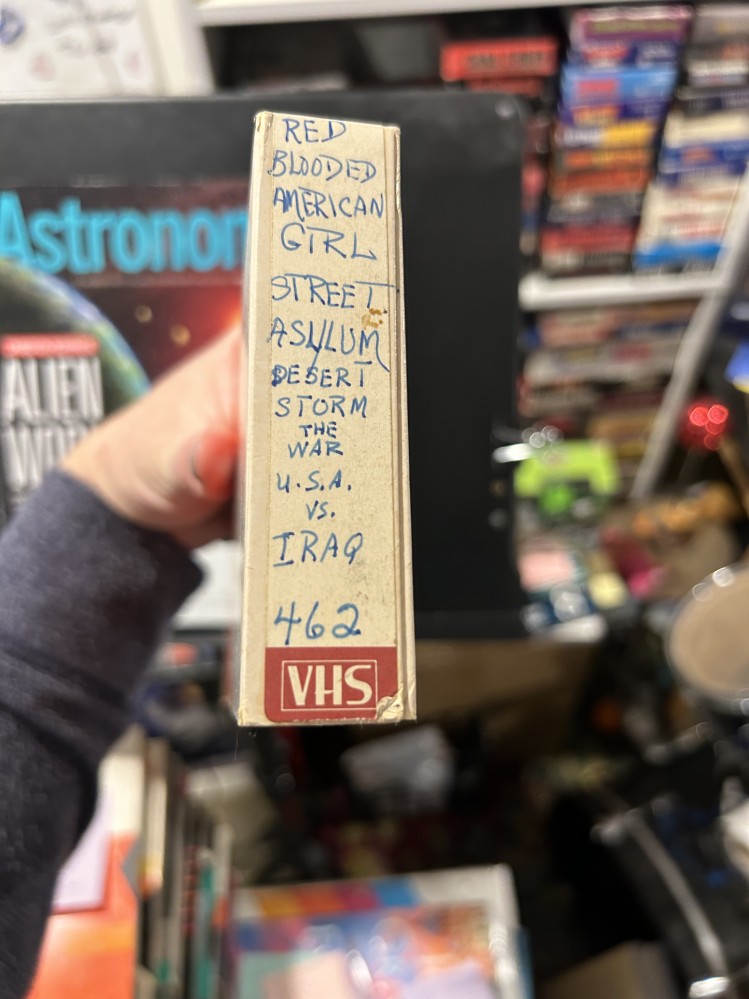 RED
BLOODED
AMERICAN
GIRL
STREET
ASYLUM
DESERT
STORM
THE
WAR
U.S.A.
VS.
IRAQ
462
VHS
Astronom
ALIEN